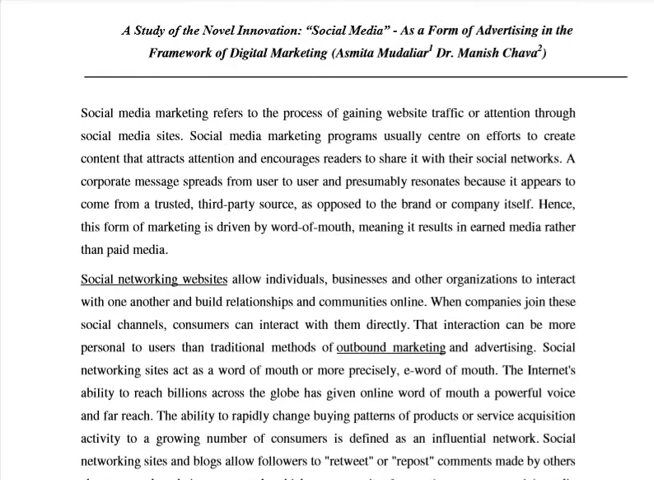 A Study of the Novel Innovation: “Social Media” - As a Form of Advertising in the
Framework of Digital Marketing (Asmita Mudaliar1 Dr. Manish Chava2)
Social media marketing refers to the process of gaining website traffic or attention through
social media sites. Social media marketing programs usually centre on efforts to create
content that attracts attention and encourages readers to share it with their social networks. A
corporate message spreads from user to user and presumably resonates because it appears to
come from a trusted, third-party source, as opposed to the brand or company itself. Hence,
this form of marketing is driven by word-of-mouth, meaning it results in earned media rather
than paid media.
Social networking websites allow individuals, businesses and other organizations to interact
with one another and build relationships and communities online. When companies join these
social channels, consumers can interact with them directly. That interaction can be more
personal to users than traditional methods of outbound marketing and advertising. Social
networking sites act as a word of mouth or more precisely, e-word of mouth. The Internet's
ability to reach billions across the globe has given online word of mouth a powerful voice
and far reach. The ability to rapidly change buying patterns of products or service acquisition
activity to a growing number of consumers is defined as an influential network. Social
networking sites and blogs allow followers to "retweet" or "repost" comments made by others